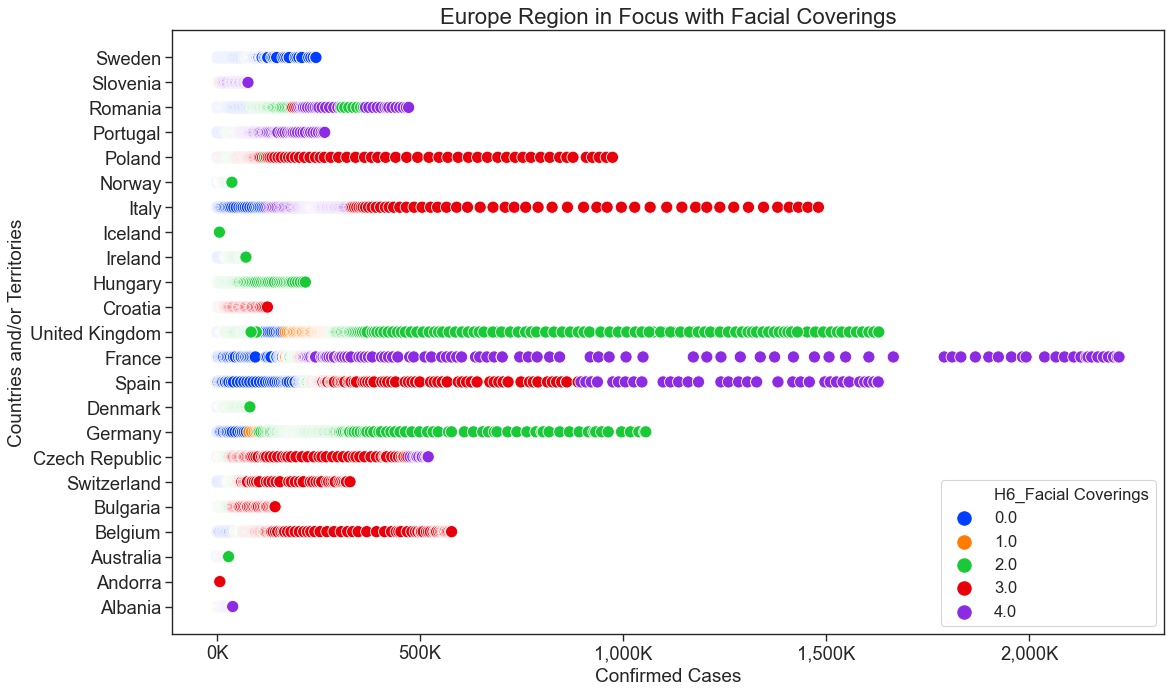 Europe Region in Focus with Facial Coverings
Countries and/or Territories
Sweden
Slovenia
Romania
Portugal
Poland
Norway
Italy
Iceland
Ireland
Hungary
Croatia
United Kingdom
France
Spain
Denmark
Germany
Czech Republic
Switzerland
Bulgaria
Belgium
Australia
Andorra
Albania
H6_Facial Coverings
0.0
1.0
2.0
3.0
4.0
0K 500K 1,000K 1,500K 2,000K
Confirmed Cases